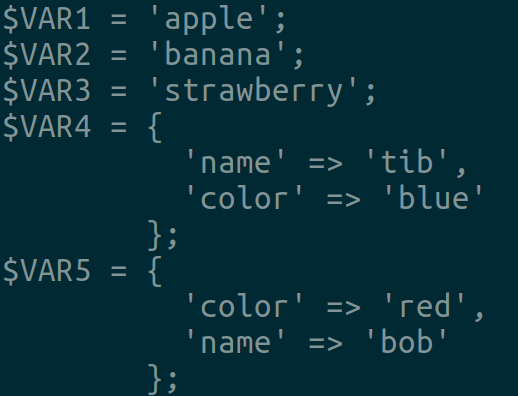 $VAR1 = 'apple';
$VAR2 = 'banana';
$VAR3 = 'strawberry';
$VAR4 = {
          'name' => 'tib',
          'color' => 'blue'
        };
$VAR5 = {
          'color' => 'red',
          'name' => 'bob'
        };